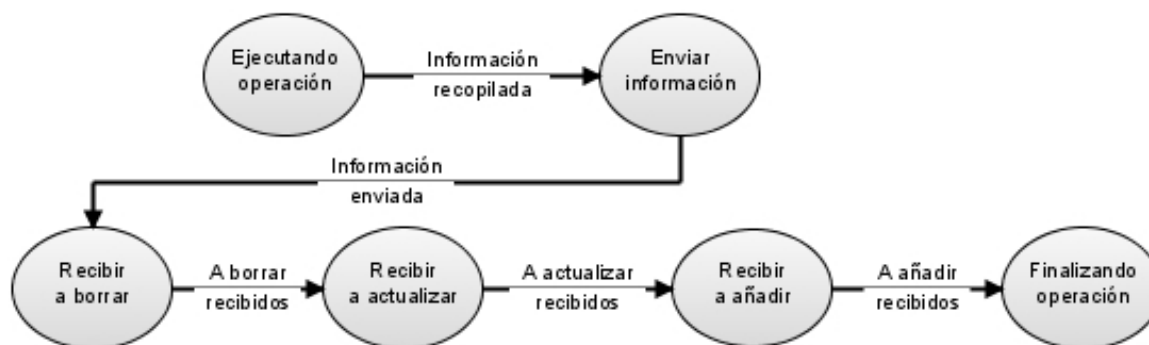 Ejecutando
operación
Información
recopilada
Enviar
información
Información
enviada
Recibir
a borrar
A borrar
recibidos
Recibir
a actualizar
A actualizar
recibidos
Recibir
a añadir
A añadir
recibidos
Finalizando
operación